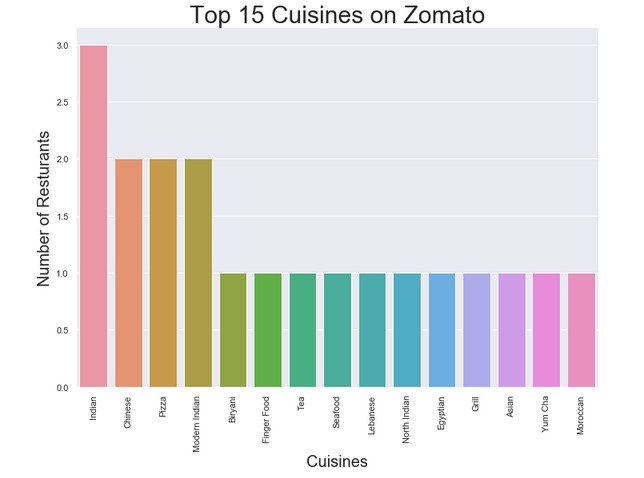 Top 15 Cuisines on Zomato
Number of Resturants
3.0
2.5
2.0
1.5
1.0
0.5
0.0
Indian
Chinese
Pizza
Modern Indian
Biryani
Finger Food
Tea
Seafood
Lebanese
North Indian
Egyptian
Grill
Asian
Yum Cha
Moroccan
Cuisines